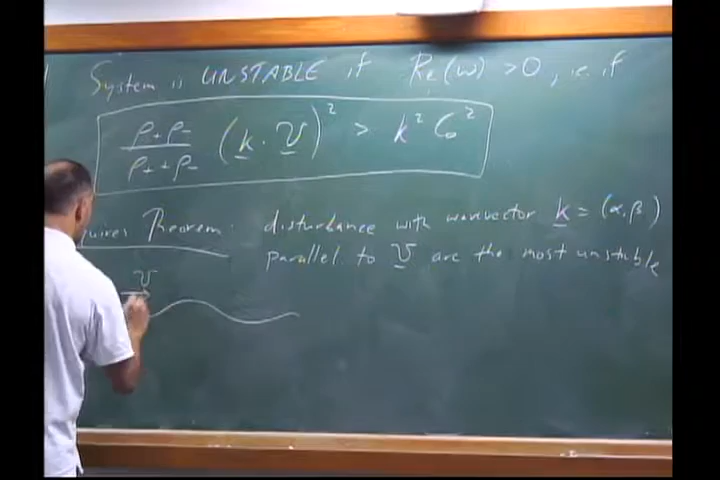 System is UNSTABLE if Re(ω) > 0, i.e. if
ρ+ρ- / ρ+ + ρ- (k · U)² > k² C₀²
uires Theorem: disturbance with wavevector k = (α, β)
parallel to U are the most unstable
U